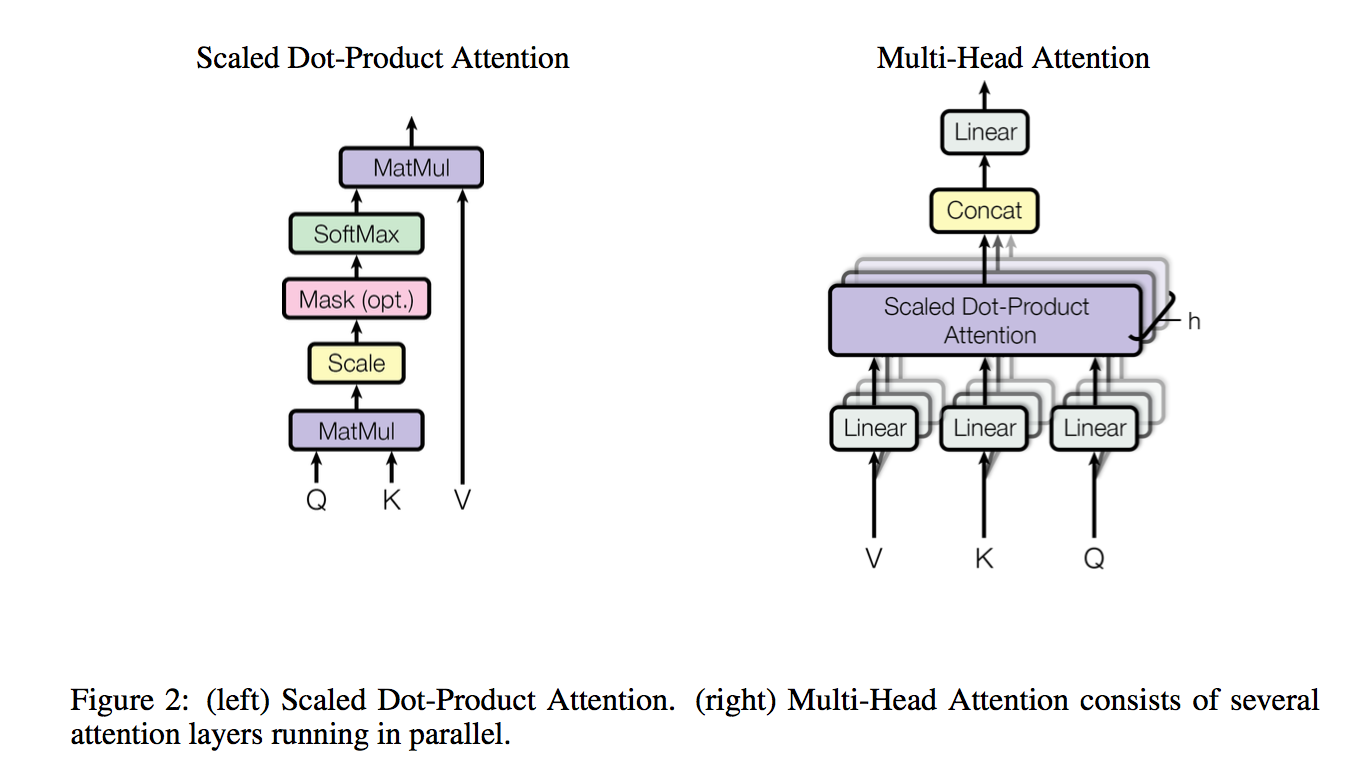 Scaled Dot-Product Attention
MatMul
SoftMax
Mask (opt.)
Scale
MatMul
Q K V
Multi-Head Attention
Linear
Concat
Scaled Dot-Product
Attention
h
Linear Linear Linear
V K Q
Figure 2: (left) Scaled Dot-Product Attention. (right) Multi-Head Attention consists of several
attention layers running in parallel.